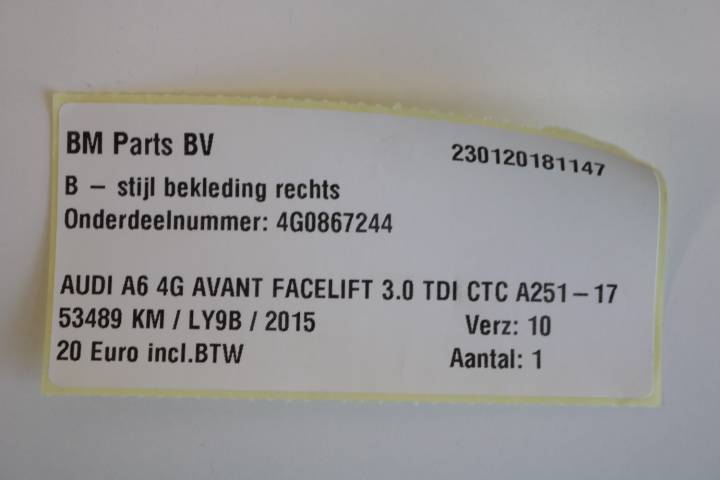 BM Parts BV
230120181147
B – stijl bekleding rechts
Onderdeelnummer: 4G0867244
AUDI A6 4G AVANT FACELIFT 3.0 TDI CTC A251–17
53489 KM / LY9B / 2015
Verz: 10
20 Euro incl.BTW
Aantal: 1